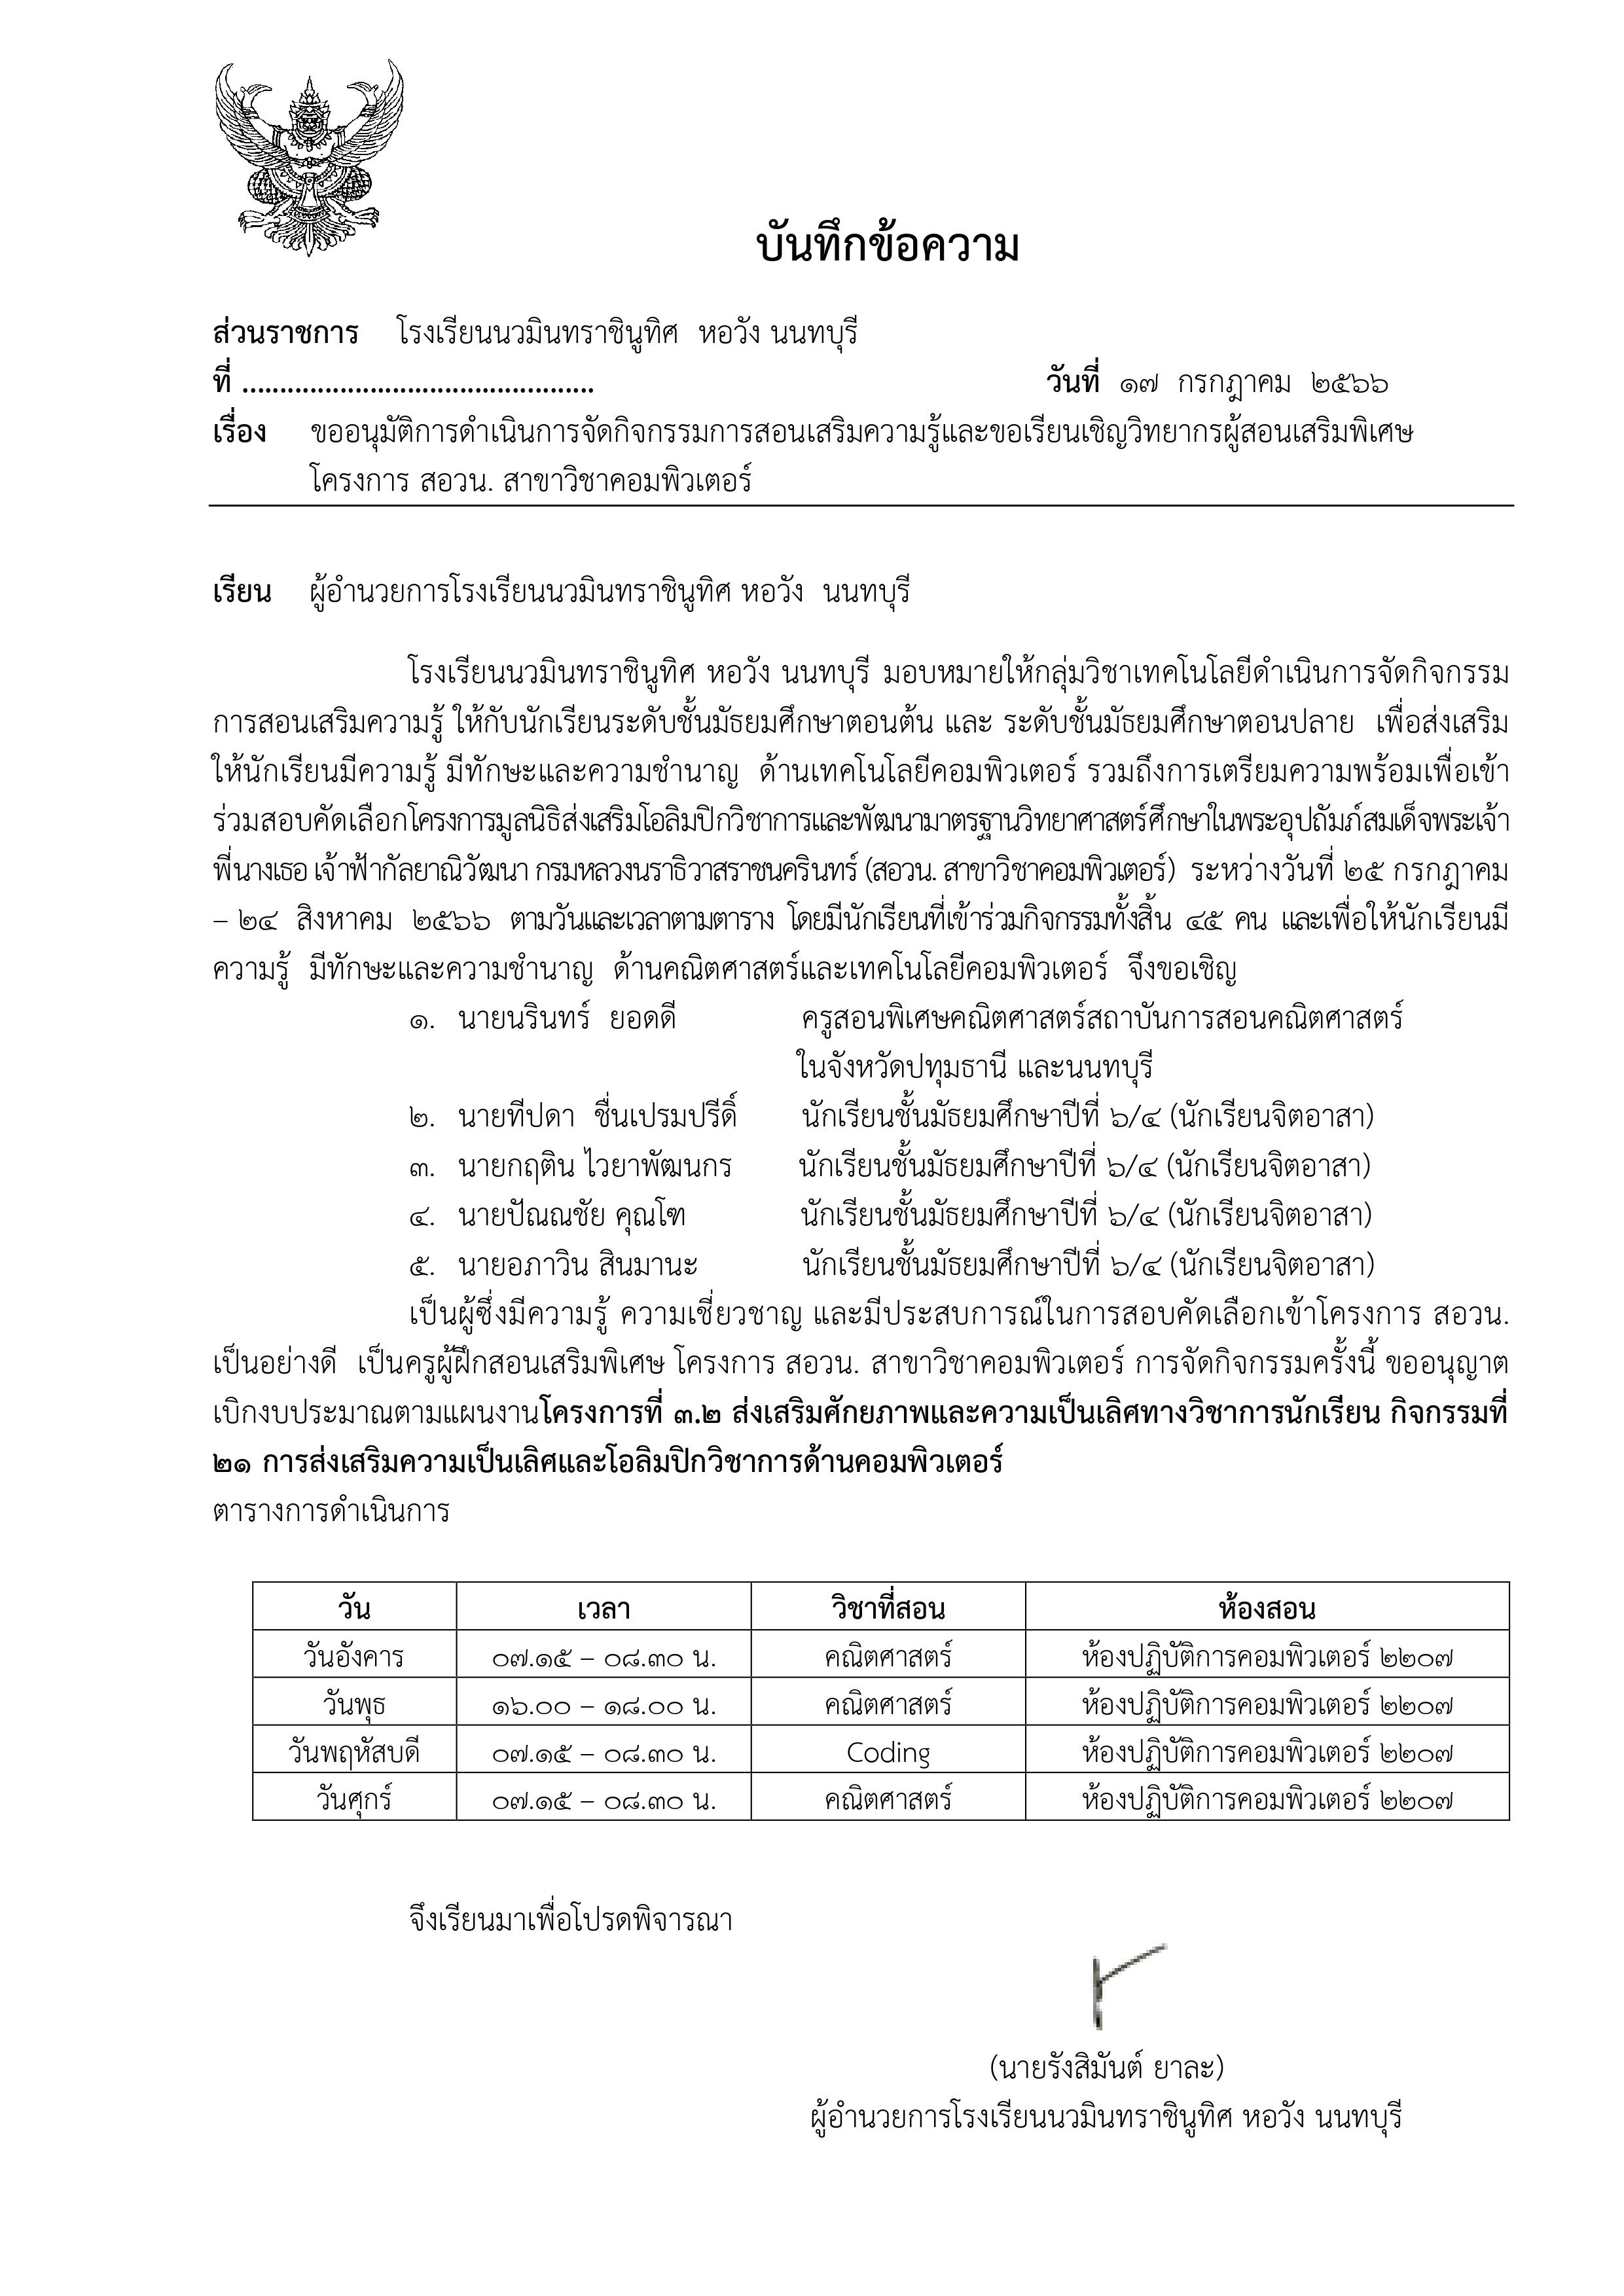 บันทึกข้อความ
ส่วนราชการ โรงเรียนนวมินทราชินูทิศ หอวัง นนทบุรี
ที่ ............................................... วันที่ ๑๗ กรกฎาคม ๒๕๖๖
เรื่อง ขออนุมัติการดำเนินการจัดกิจกรรมการสอนเสริมความรู้และขอเรียนเชิญวิทยากรผู้สอนเสริมพิเศษ
โครงการ สอวน. สาขาวิชาคอมพิวเตอร์
เรียน ผู้อำนวยการโรงเรียนนวมินทราชินูทิศ หอวัง นนทบุรี
โรงเรียนนวมินทราชินูทิศ หอวัง นนทบุรี มอบหมายให้กลุ่มวิชาเทคโนโลยีดำเนินการจัดกิจกรรม
การสอนเสริมความรู้ ให้กับนักเรียนระดับชั้นมัธยมศึกษาตอนต้น และ ระดับชั้นมัธยมศึกษาตอนปลาย เพื่อส่งเสริม
ให้นักเรียนมีความรู้ มีทักษะและความชำนาญ ด้านเทคโนโลยีคอมพิวเตอร์ รวมถึงการเตรียมความพร้อมเพื่อเข้า
ร่วมสอบคัดเลือกโครงการมูลนิธิส่งเสริมโอลิมปิกวิชาการและพัฒนามาตรฐานวิทยาศาสตร์ศึกษาในพระอุปถัมภ์สมเด็จพระเจ้า
พี่นางเธอ เจ้าฟ้ากัลยาณิวัฒนา กรมหลวงนราธิวาสราชนครินทร์ (สอวน. สาขาวิชาคอมพิวเตอร์) ระหว่างวันที่ ๒๕ กรกฎาคม
– ๒๔ สิงหาคม ๒๕๖๖ ตามวันและเวลาตามตาราง โดยมีนักเรียนที่เข้าร่วมกิจกรรมทั้งสิ้น ๔๕ คน และเพื่อให้นักเรียนมี
ความรู้ มีทักษะและความชำนาญ ด้านคณิตศาสตร์และเทคโนโลยีคอมพิวเตอร์ จึงขอเชิญ
๑. นายนรินทร์ ยอดดี ครูสอนพิเศษคณิตศาสตร์สถาบันการสอนคณิตศาสตร์
ในจังหวัดปทุมธานี และนนทบุรี
๒. นายทีปดา ชื่นเปรมปรีดิ์ นักเรียนชั้นมัธยมศึกษาปีที่ ๖/๔ (นักเรียนจิตอาสา)
๓. นายกฤติน ไวยาพัฒนกร นักเรียนชั้นมัธยมศึกษาปีที่ ๖/๔ (นักเรียนจิตอาสา)
๔. นายปัณณชัย คุณโฑ นักเรียนชั้นมัธยมศึกษาปีที่ ๖/๔ (นักเรียนจิตอาสา)
๕. นายอภาวิน สินมานะ นักเรียนชั้นมัธยมศึกษาปีที่ ๖/๔ (นักเรียนจิตอาสา)
เป็นผู้ซึ่งมีความรู้ ความเชี่ยวชาญ และมีประสบการณ์ในการสอบคัดเลือกเข้าโครงการ สอวน.
เป็นอย่างดี เป็นครูผู้ฝึกสอนเสริมพิเศษ โครงการ สอวน. สาขาวิชาคอมพิวเตอร์ การจัดกิจกรรมครั้งนี้ ขออนุญาต
เบิกงบประมาณตามแผนงานโครงการที่ ๓.๒ ส่งเสริมศักยภาพและความเป็นเลิศทางวิชาการนักเรียน กิจกรรมที่
๒๑ การส่งเสริมความเป็นเลิศและโอลิมปิกวิชาการด้านคอมพิวเตอร์
ตารางการดำเนินการ
วัน เวลา วิชาที่สอน ห้องสอน
วันอังคาร ๐๗.๑๕ – ๐๘.๓๐ น. คณิตศาสตร์ ห้องปฏิบัติการคอมพิวเตอร์ ๒๒๐๗
วันพุธ ๑๖.๐๐ – ๑๘.๐๐ น. คณิตศาสตร์ ห้องปฏิบัติการคอมพิวเตอร์ ๒๒๐๗
วันพฤหัสบดี ๐๗.๑๕ – ๐๘.๓๐ น. Coding ห้องปฏิบัติการคอมพิวเตอร์ ๒๒๐๗
วันศุกร์ ๐๗.๑๕ – ๐๘.๓๐ น. คณิตศาสตร์ ห้องปฏิบัติการคอมพิวเตอร์ ๒๒๐๗
จึงเรียนมาเพื่อโปรดพิจารณา
(นายรังสิมันต์ ยาละ)
ผู้อำนวยการโรงเรียนนวมินทราชินูทิศ หอวัง นนทบุรี